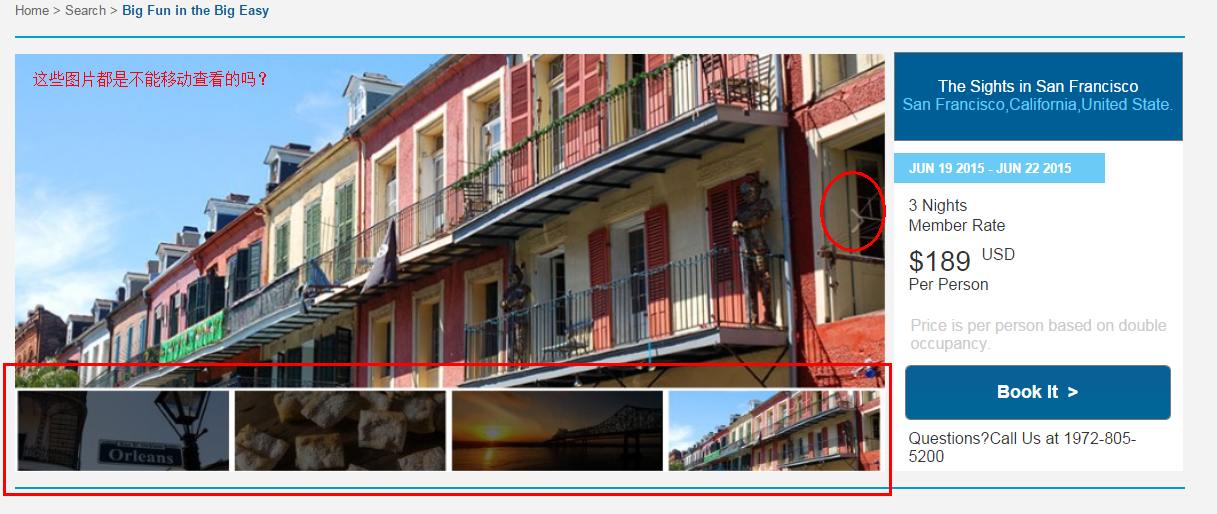 Home > Search > Big Fun in the Big Easy
这些图片都是不能移动查看的吗?
The Sights in San Francisco
San Francisco,California,United State.
JUN 19 2015 - JUN 22 2015
3 Nights
Member Rate
$189 USD
Per Person
Price is per person based on double
occupancy.
Book It >
Questions?Call Us at 1972-805-
5200
Orleans